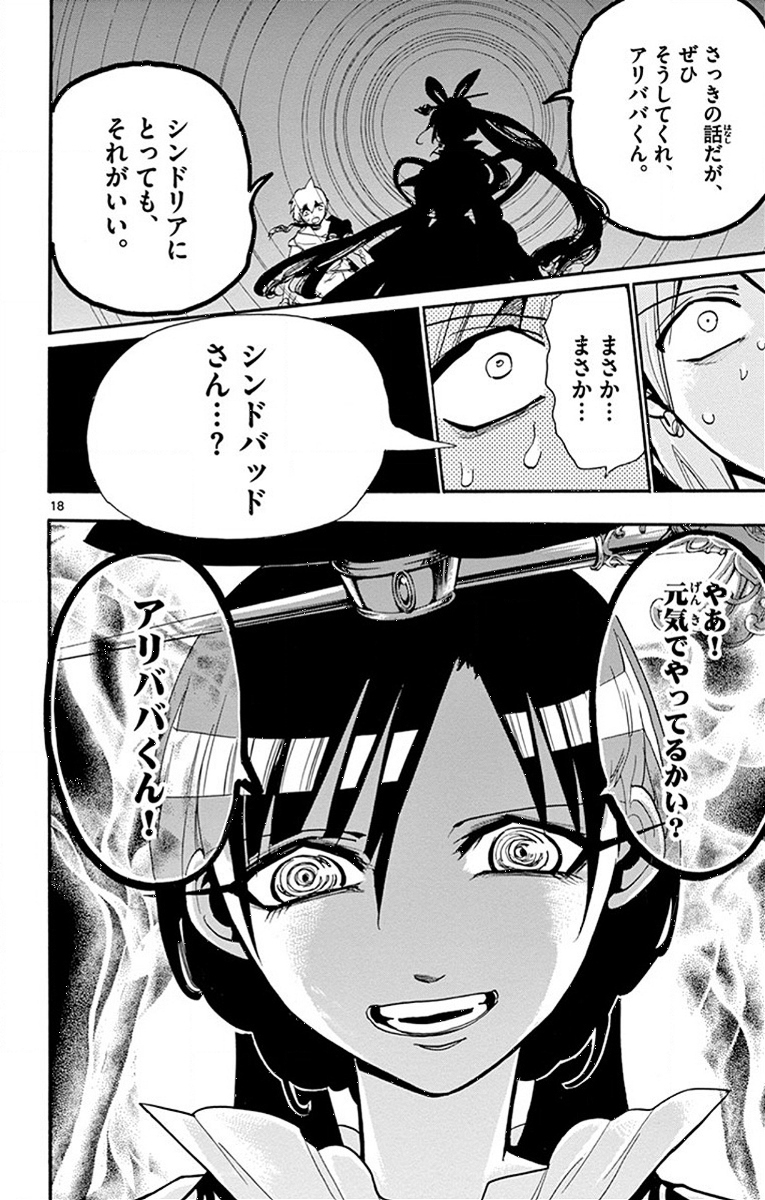 さっきの話だが、
ぜひ
そうしてくれ、
アリババくん。
シンドリアに
とっても、
それがいい。
まさか…
まさか…
シンドバッド
さん…?
18
やあ!
元気でやってるかい?
アリババくん!